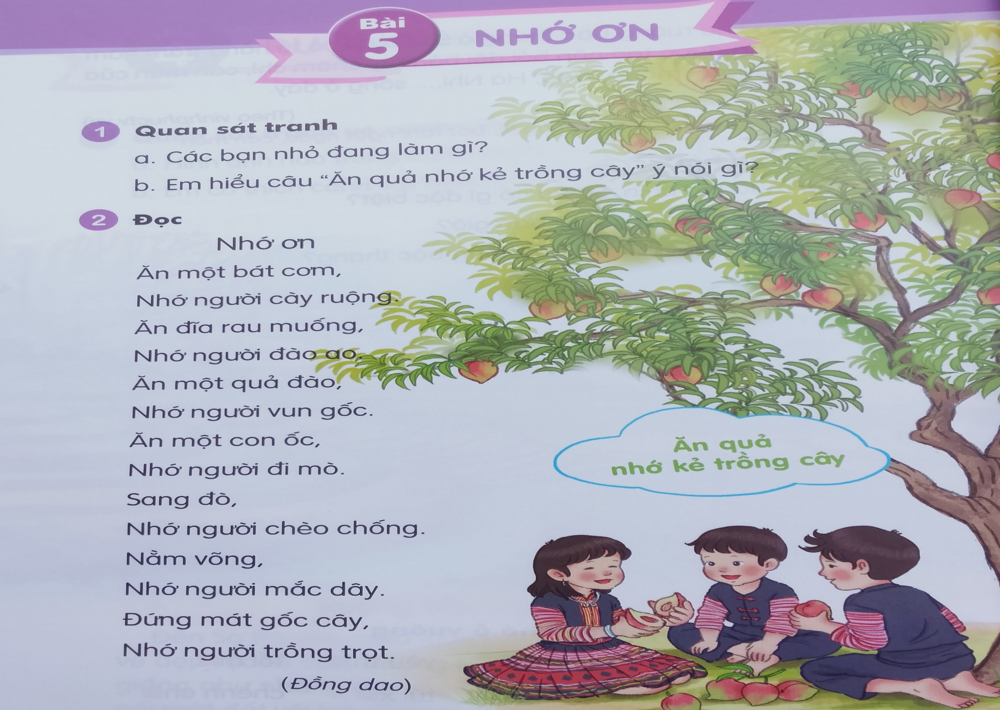 Bài
5
NHỚ ƠN
1 Quan sát tranh
a. Các bạn nhỏ đang làm gì?
b. Em hiểu câu “Ăn quả nhớ kẻ trồng cây” ý nói gì?
2 Đọc
Nhớ ơn
Ăn một bát cơm,
Nhớ người cày ruộng.
Ăn đĩa rau muống,
Nhớ người đào ao.
Ăn một quả đào,
Nhớ người vun gốc.
Ăn một con ốc,
Nhớ người đi mò.
Sang đò,
Nhớ người chèo chống.
Nằm võng,
Nhớ người mắc dây.
Đứng mát gốc cây,
Nhớ người trồng trọt.
(Đồng dao)
Ăn quả
nhớ kẻ trồng cây